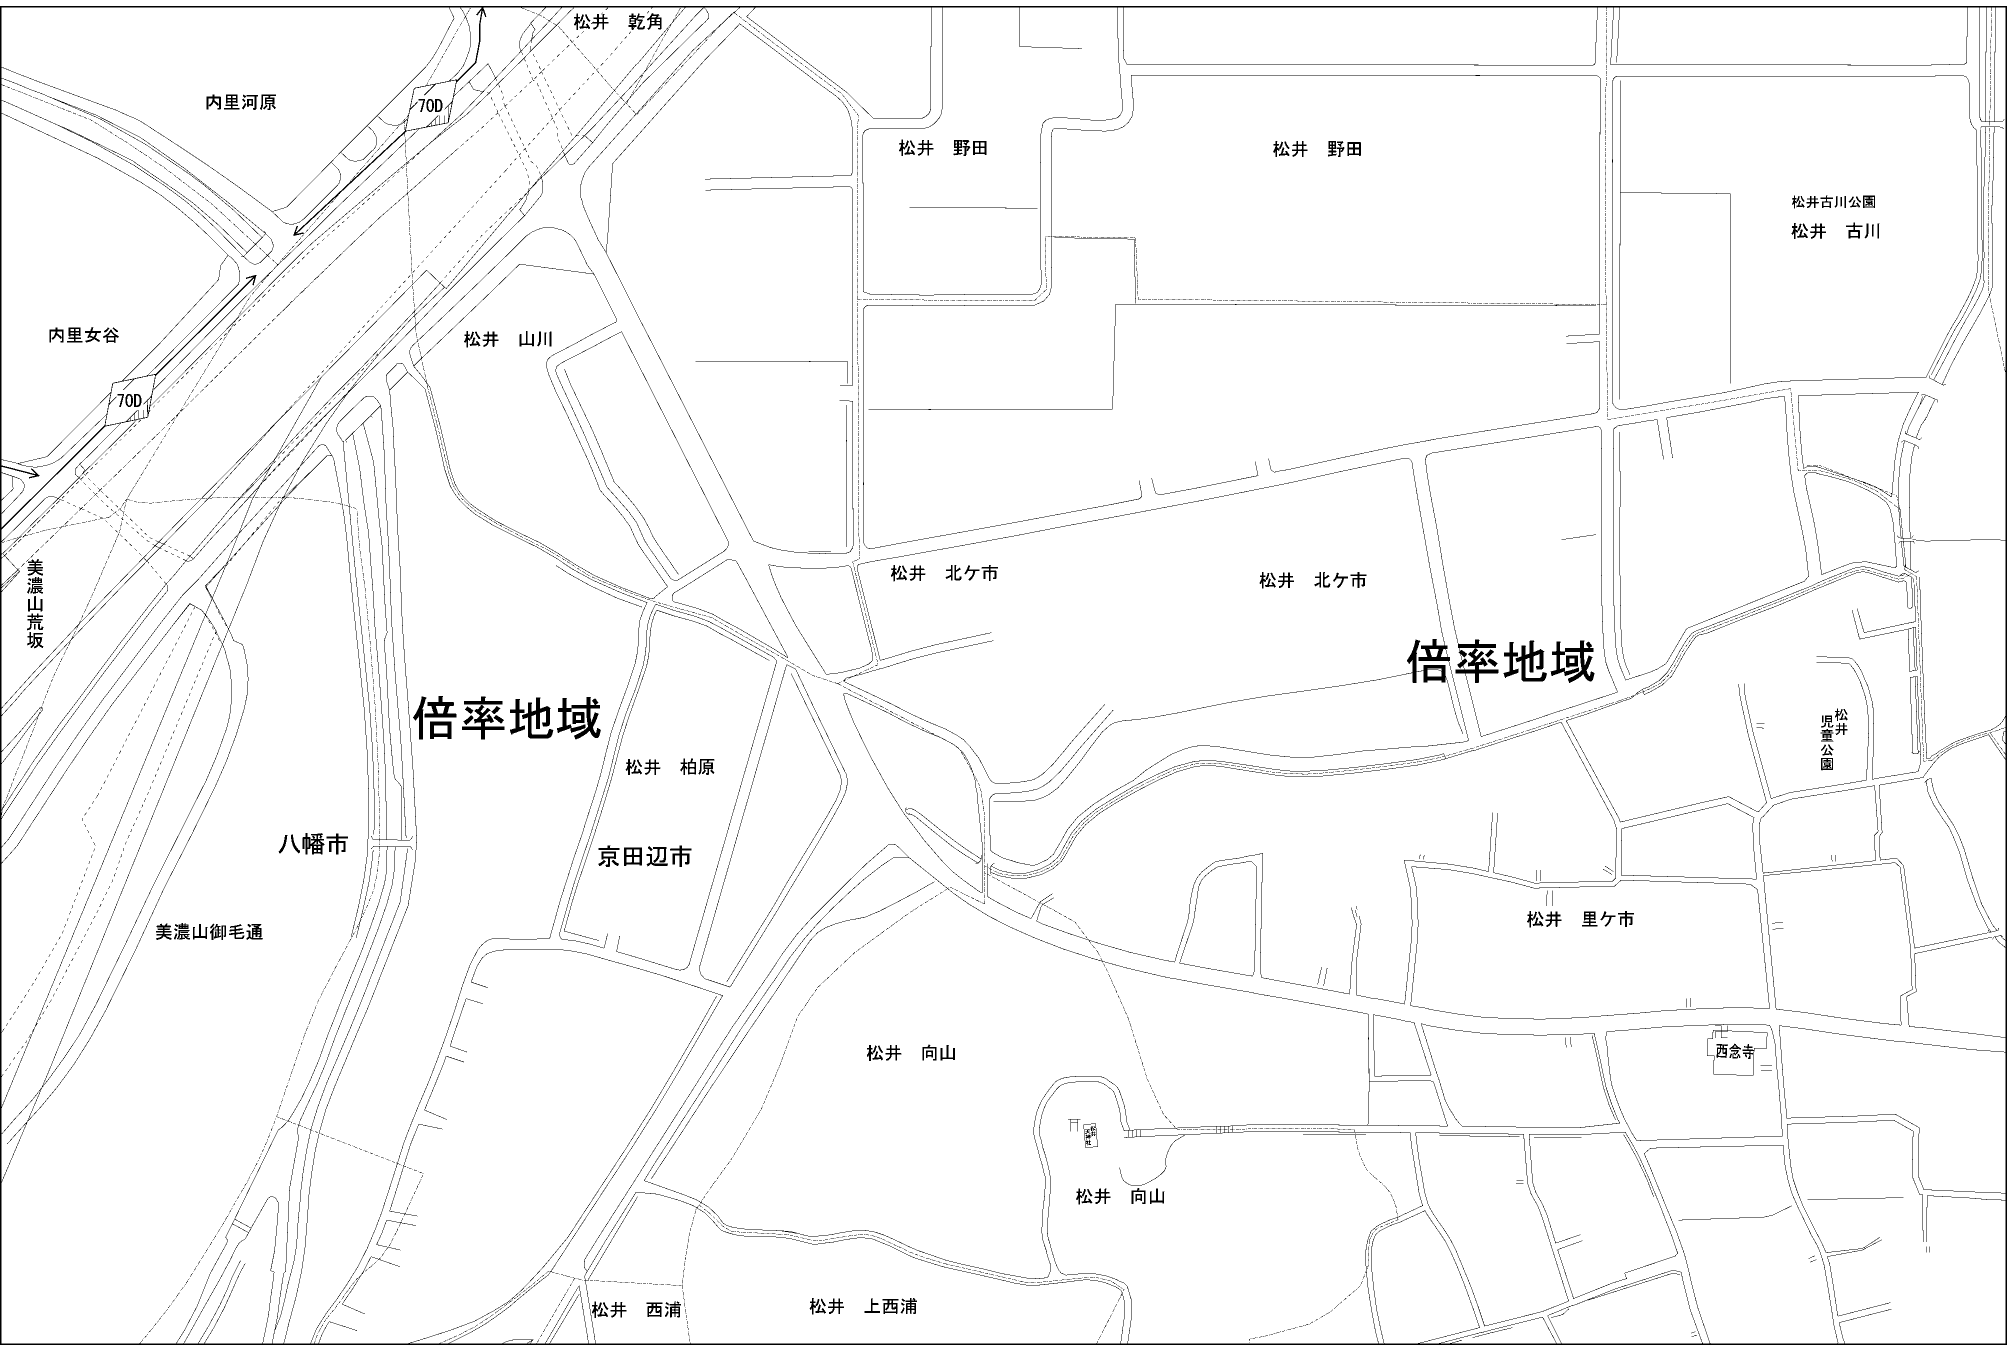 松井　乾角
内里河原
70D
松井　野田
松井　野田
松井古川公園
松井　古川
内里女谷
松井　山川
70D
美濃山荒坂
松井　北ケ市
松井　北ケ市
倍率地域
倍率地域
松井
児童公園
松井　柏原
八幡市
京田辺市
美濃山御毛通
松井　里ケ市
松井　向山
西念寺
松井
天神社
松井　向山
松井　西浦
松井　上西浦